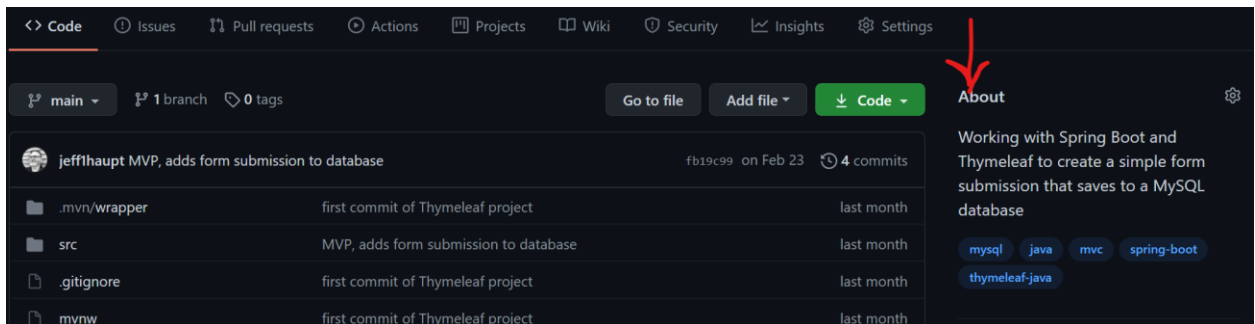 <> Code Issues Pull requests Actions Projects Wiki Security Insights Settings
main 1 branch 0 tags Go to file Add file Code About
jeff1haupt MVP, adds form submission to database fb19c99 on Feb 23 4 commits
.mvn/wrapper first commit of Thymeleaf project last month
src MVP, adds form submission to database last month
.gitignore first commit of Thymeleaf project last month
mvnw first commit of Thymeleaf project last month
Working with Spring Boot and
Thymeleaf to create a simple form
submission that saves to a MySQL
database
mysql java mvc spring-boot
thymeleaf-java